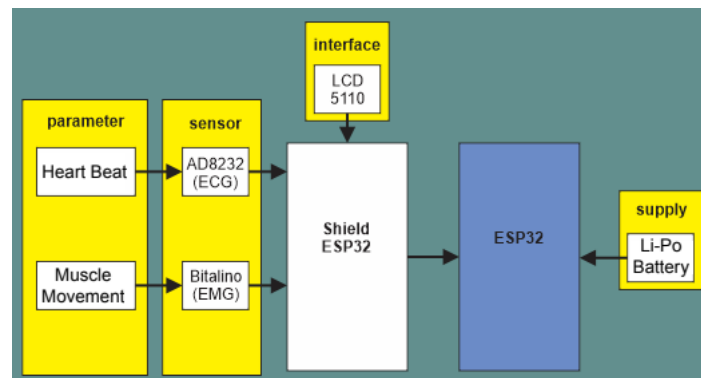 interface
LCD
5110
parameter
sensor
Heart Beat
AD8232
(ECG)
Shield
ESP32
ESP32
supply
Li-Po
Battery
Muscle
Movement
Bitalino
(EMG)